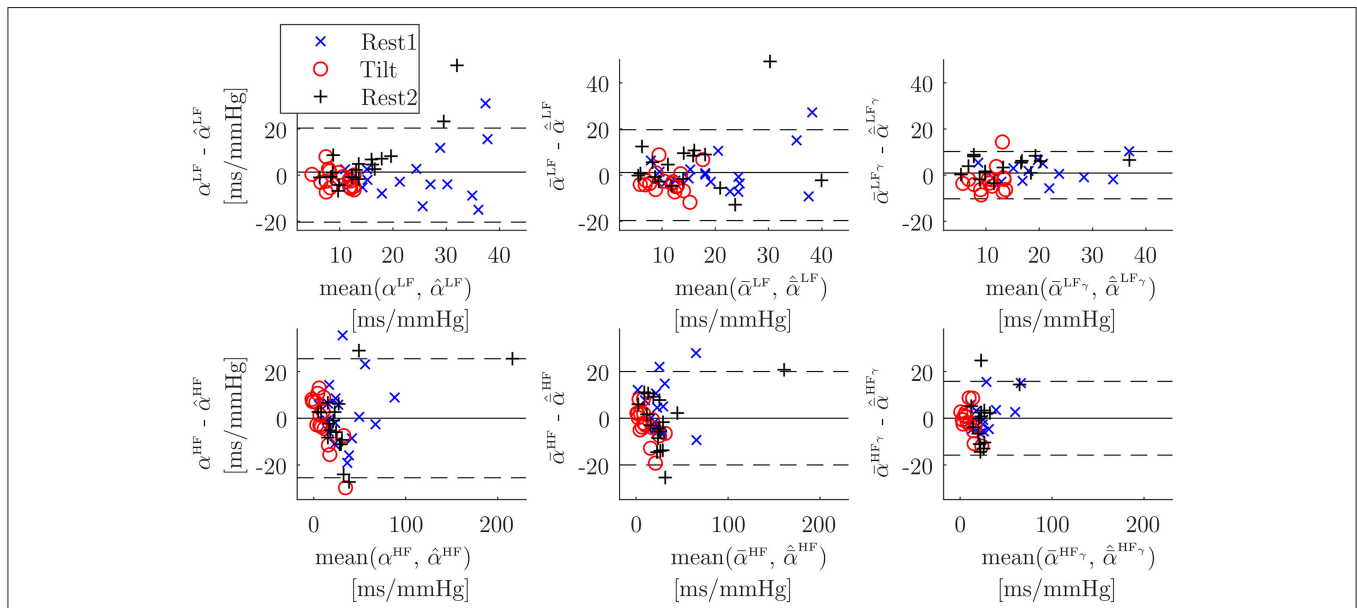 Rest1
Tilt
Rest2
α^LF - α̂^LF
[ms/mmHg]
20
0
-20
10 20 30 40
mean(α^LF, α̂^LF)
[ms/mmHg]
ᾱ^LF - ᾱ̂^LF
40
20
0
-20
10 20 30 40
mean(ᾱ^LF, ᾱ̂^LF)
[ms/mmHg]
ᾱ^LFγ - ᾱ̂^LFγ
40
20
0
-20
10 20 30 40
mean(ᾱ^LFγ, ᾱ̂^LFγ)
[ms/mmHg]
α^HF - α̂^HF
[ms/mmHg]
20
0
-20
0 100 200
mean(α^HF, α̂^HF)
[ms/mmHg]
ᾱ^HF - ᾱ̂^HF
20
0
-20
0 100 200
mean(ᾱ^HF, ᾱ̂^HF)
[ms/mmHg]
ᾱ^HFγ - ᾱ̂^HFγ
20
0
-20
0 100 200
mean(ᾱ^HFγ, ᾱ̂^HFγ)
[ms/mmHg]